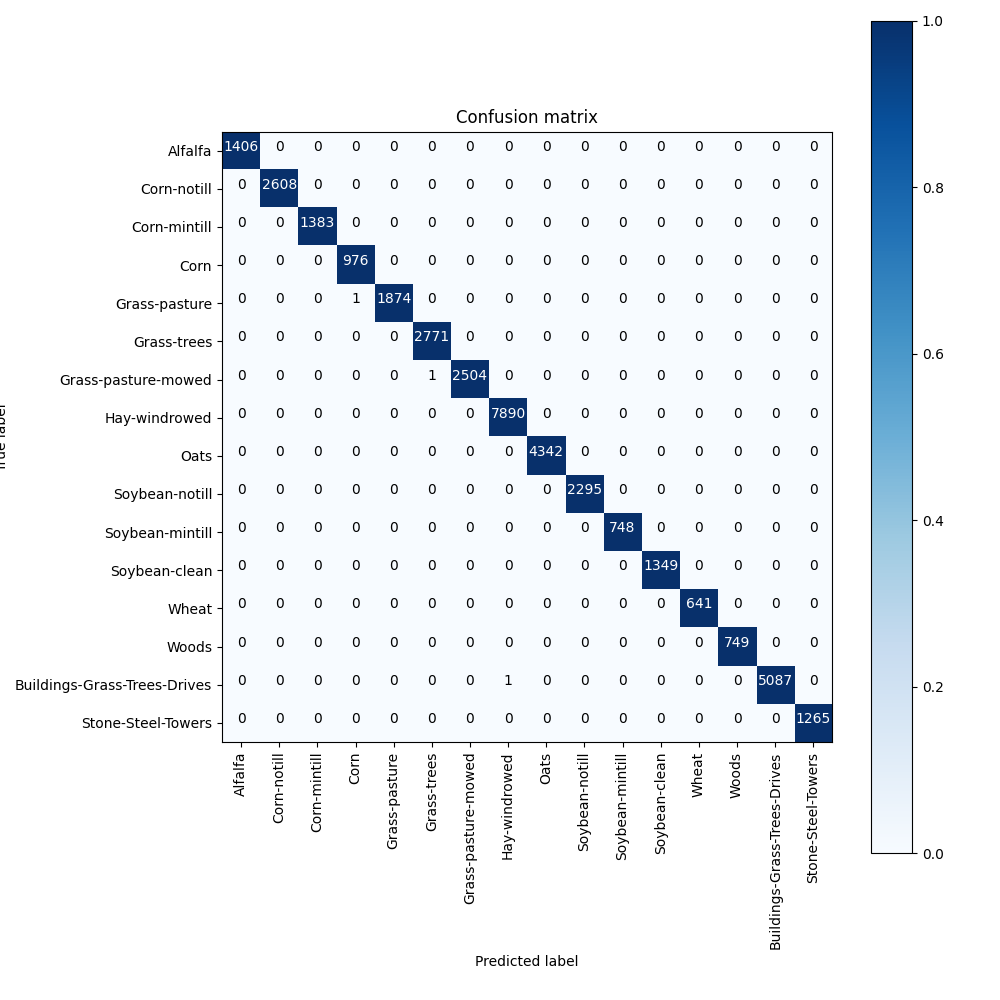 Confusion matrix
Alfalfa 1406 0 0 0 0 0 0 0 0 0 0 0 0 0 0 0
Corn-notill 0 2608 0 0 0 0 0 0 0 0 0 0 0 0 0 0
Corn-mintill 0 0 1383 0 0 0 0 0 0 0 0 0 0 0 0 0
Corn 0 0 0 976 0 0 0 0 0 0 0 0 0 0 0 0
Grass-pasture 0 0 0 1 1874 0 0 0 0 0 0 0 0 0 0 0
Grass-trees 0 0 0 0 0 2771 0 0 0 0 0 0 0 0 0 0
Grass-pasture-mowed 0 0 0 0 0 1 2504 0 0 0 0 0 0 0 0 0
Hay-windrowed 0 0 0 0 0 0 0 7890 0 0 0 0 0 0 0 0
Oats 0 0 0 0 0 0 0 0 4342 0 0 0 0 0 0 0
Soybean-notill 0 0 0 0 0 0 0 0 0 2295 0 0 0 0 0 0
Soybean-mintill 0 0 0 0 0 0 0 0 0 0 748 0 0 0 0 0
Soybean-clean 0 0 0 0 0 0 0 0 0 0 0 1349 0 0 0 0
Wheat 0 0 0 0 0 0 0 0 0 0 0 0 641 0 0 0
Woods 0 0 0 0 0 0 0 0 0 0 0 0 0 749 0 0
Buildings-Grass-Trees-Drives 0 0 0 0 0 0 0 1 0 0 0 0 0 0 5087 0
Stone-Steel-Towers 0 0 0 0 0 0 0 0 0 0 0 0 0 0 0 1265
Alfalfa
Corn-notill
Corn-mintill
Corn
Grass-pasture
Grass-trees
Grass-pasture-mowed
Hay-windrowed
Oats
Soybean-notill
Soybean-mintill
Soybean-clean
Wheat
Woods
Buildings-Grass-Trees-Drives
Stone-Steel-Towers
Predicted label
1.0
0.8
0.6
0.4
0.2
0.0